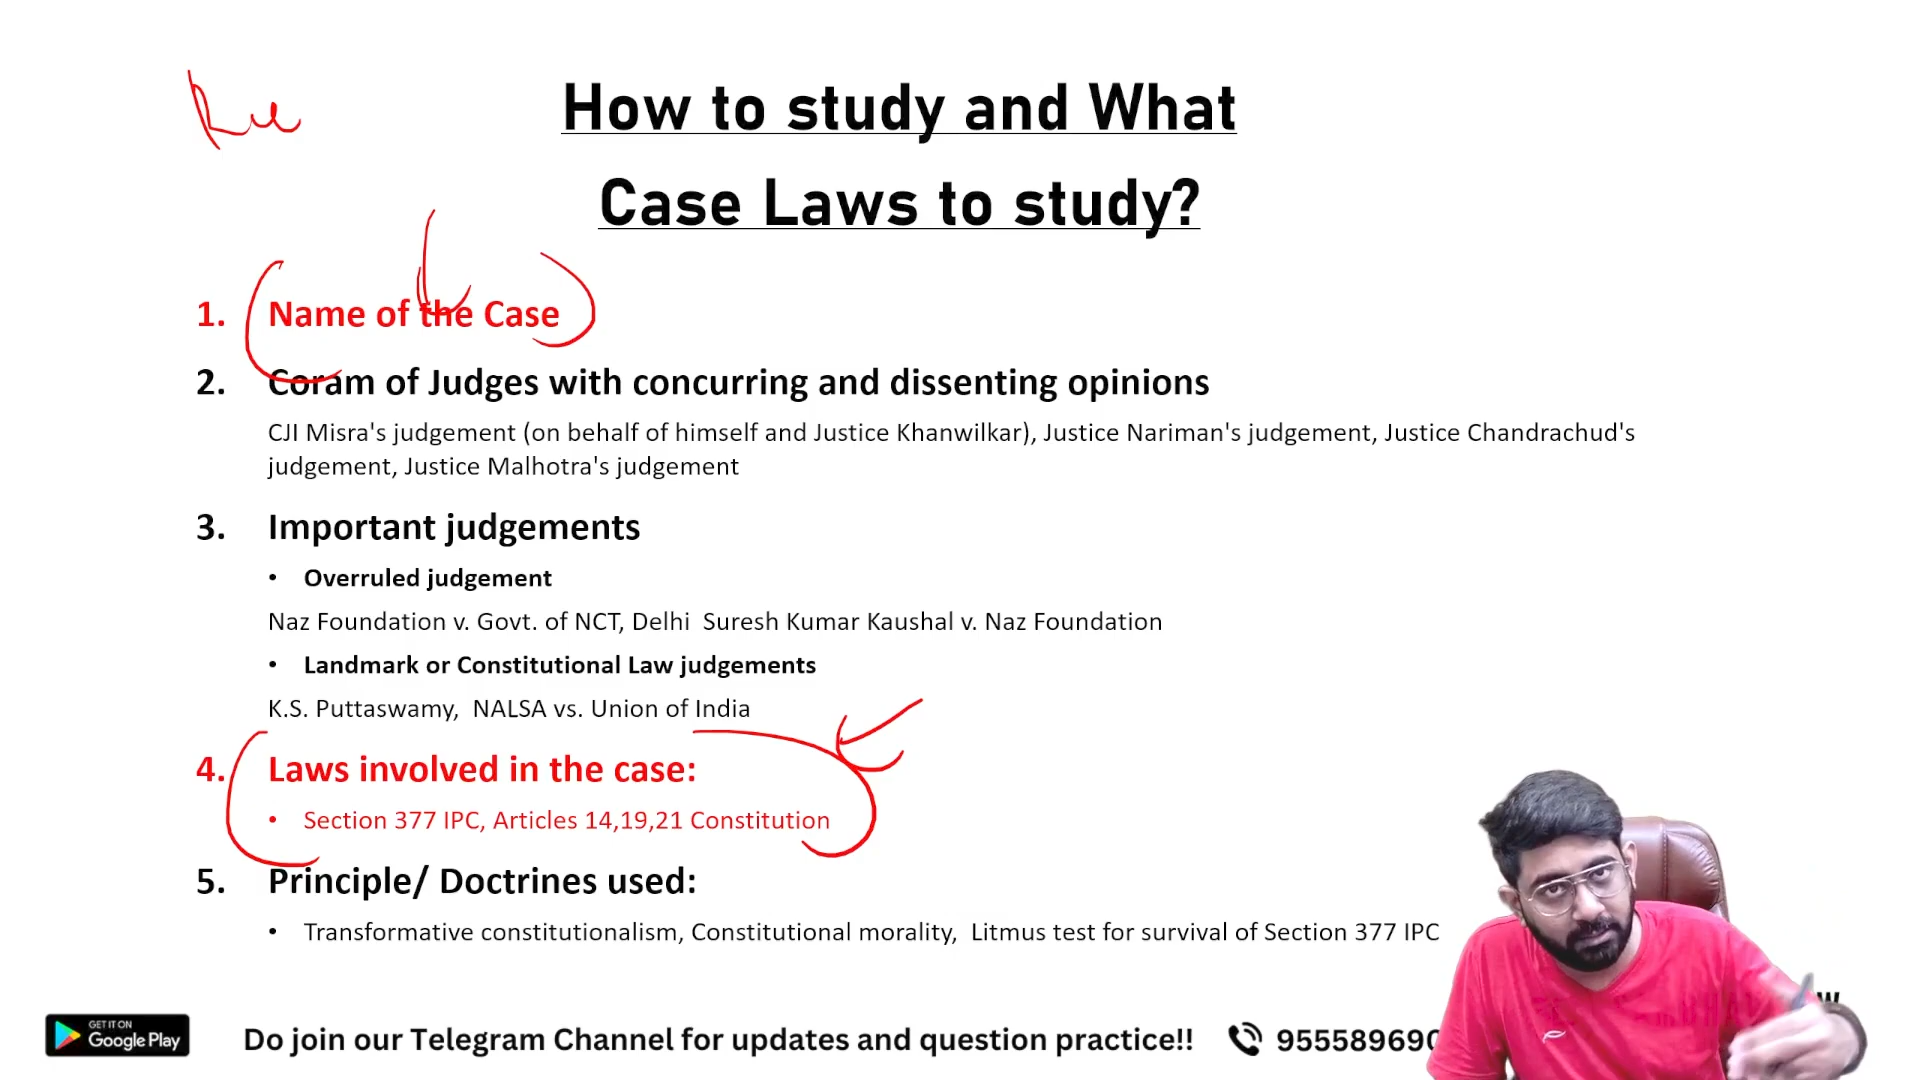 How to study and What
Case Laws to study?
1. Name of the Case
2. Coram of Judges with concurring and dissenting opinions
CJI Misra's judgement (on behalf of himself and Justice Khanwilkar), Justice Nariman's judgement, Justice Chandrachud's
judgement, Justice Malhotra's judgement
3. Important judgements
• Overruled judgement
Naz Foundation v. Govt. of NCT, Delhi Suresh Kumar Kaushal v. Naz Foundation
• Landmark or Constitutional Law judgements
K.S. Puttaswamy, NALSA vs. Union of India
4. Laws involved in the case:
• Section 377 IPC, Articles 14,19,21 Constitution
5. Principle/ Doctrines used:
• Transformative constitutionalism, Constitutional morality, Litmus test for survival of Section 377 IPC
GET IT ON
Google Play
Do join our Telegram Channel for updates and question practice!!